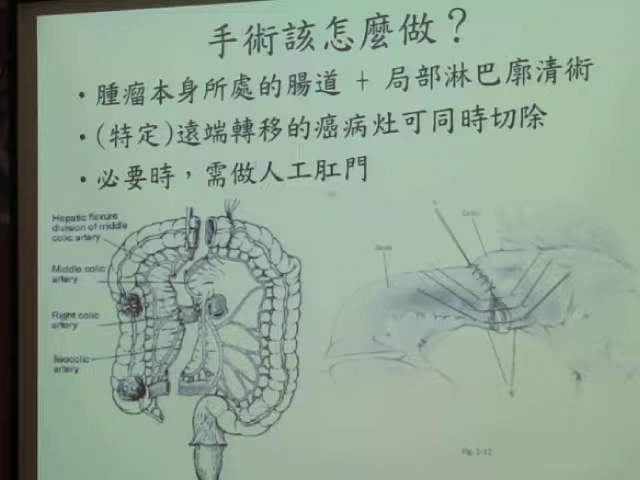 手術該怎麼做？
・腫瘤本身所處的腸道 + 局部淋巴廓清術
・(特定)遠端轉移的癌病灶可同時切除
・必要時，需做人工肛門
Hepatic flexure
division of middle
colic artery
Middle colic
artery
Right colic
artery
Ileocolic
artery